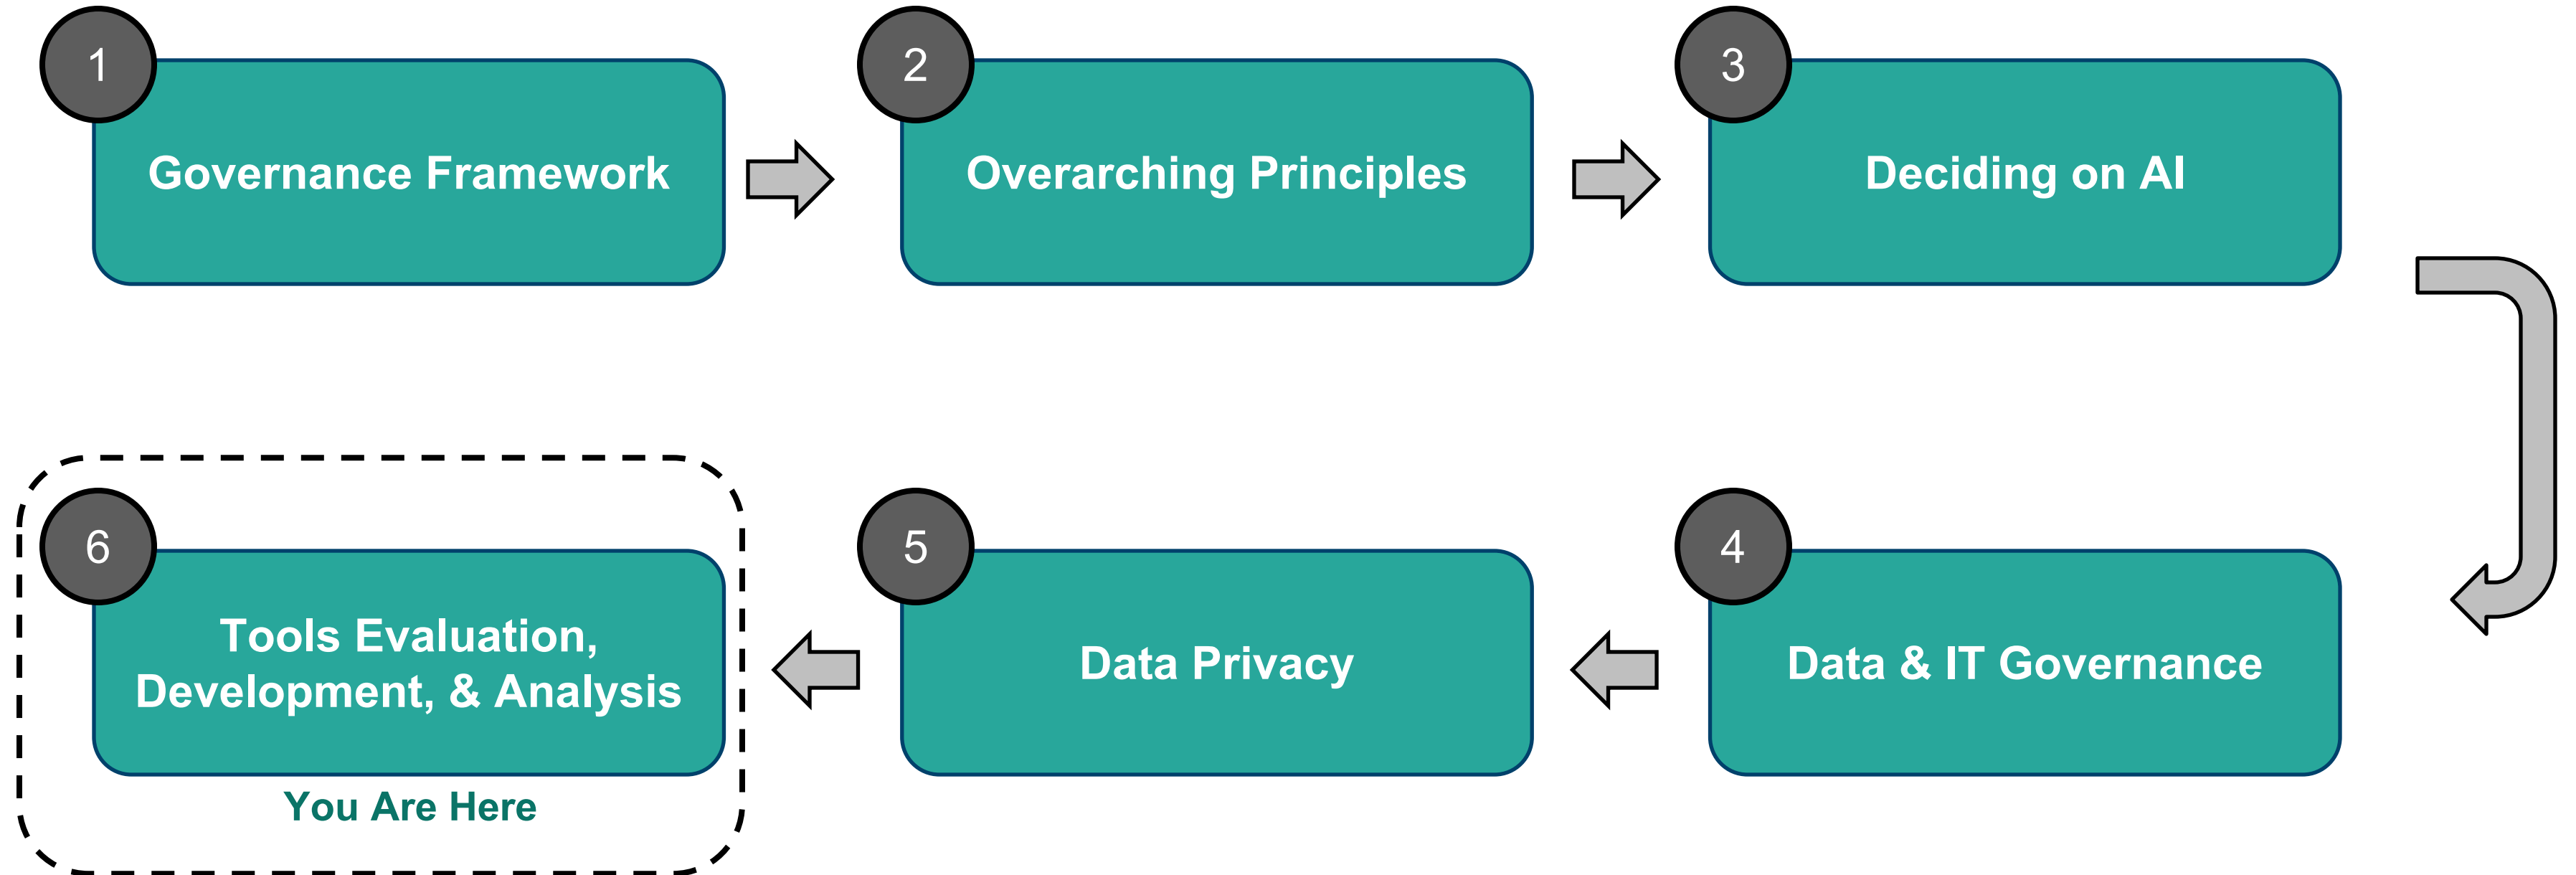 1
Governance Framework
2
Overarching Principles
3
Deciding on AI
4
Data & IT Governance
5
Data Privacy
6
Tools Evaluation,
Development, & Analysis
You Are Here